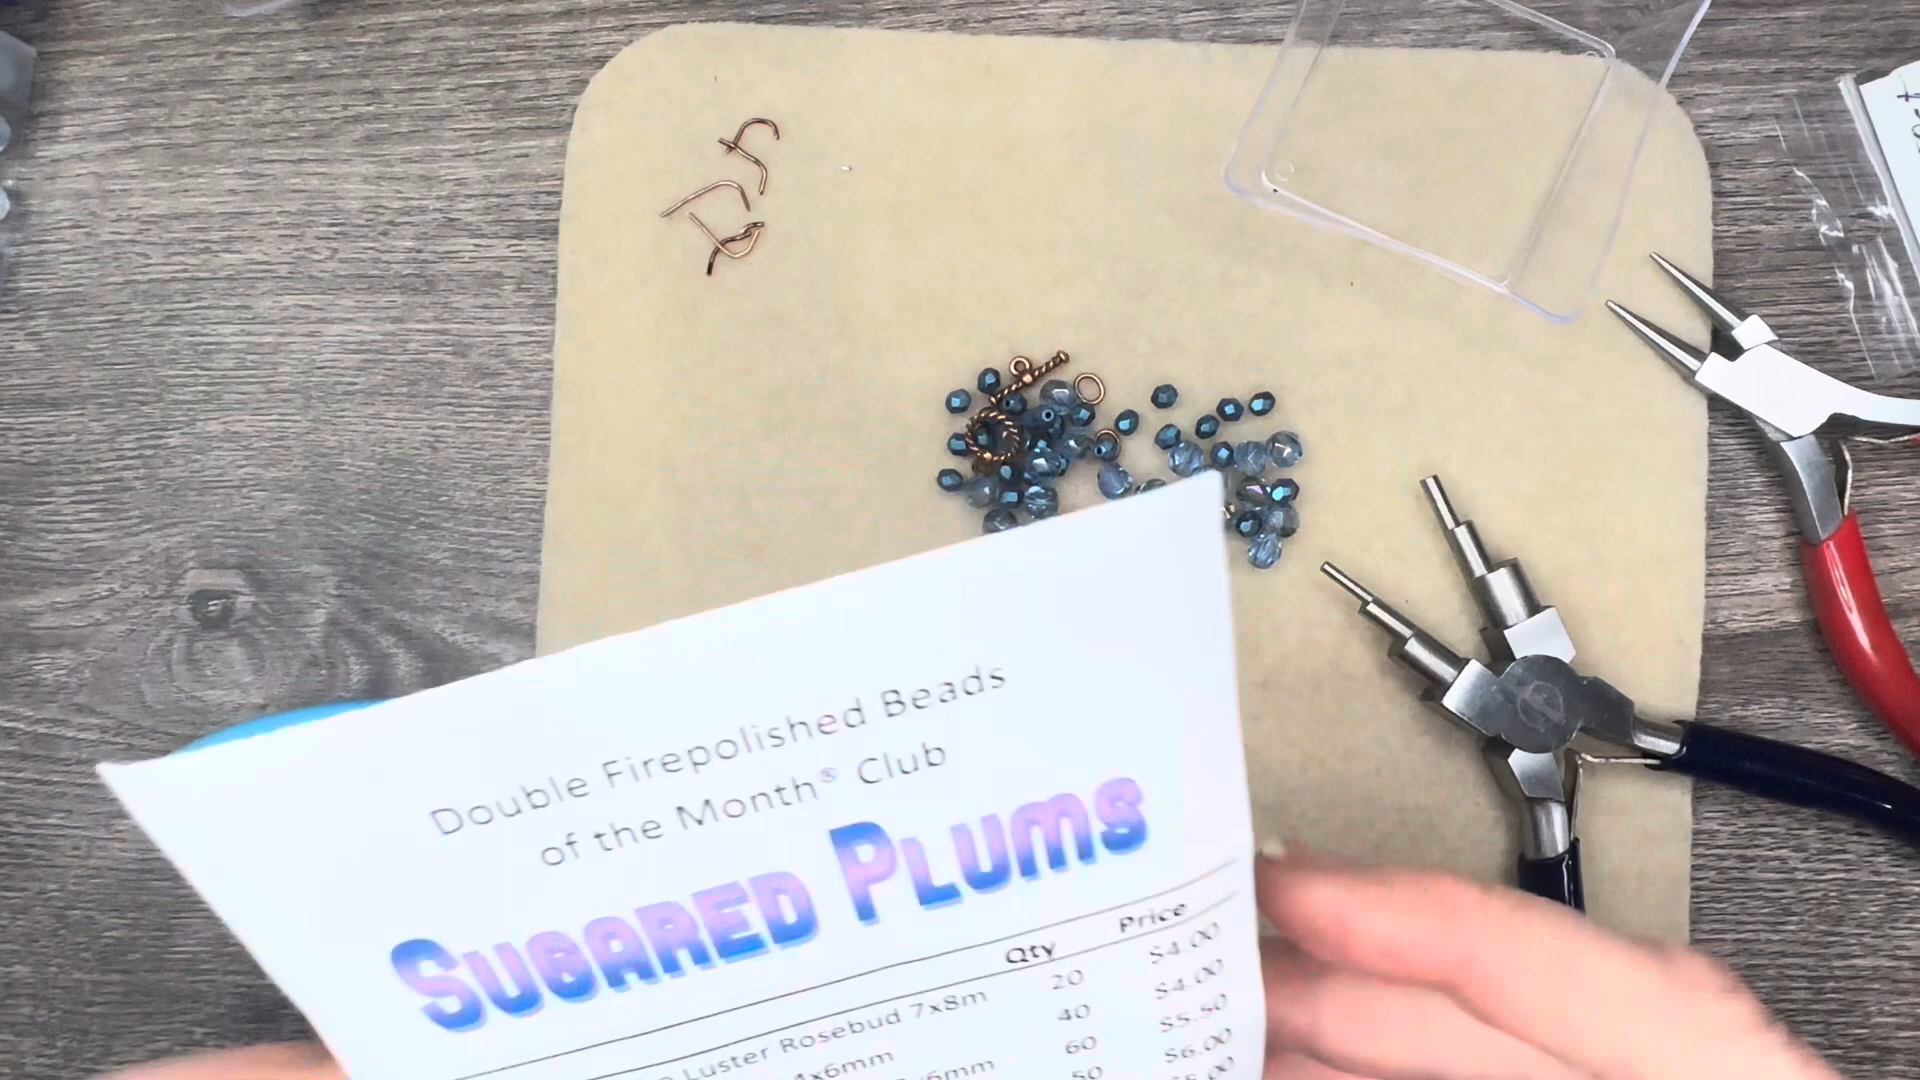 Double Firepolished Beads
of the Month® Club
SUGARED PLUMS
Qty Price
Luster Rosebud 7x8m 20 $4.00
4x6mm 40 $4.00
60 $5.50
50 $6.00